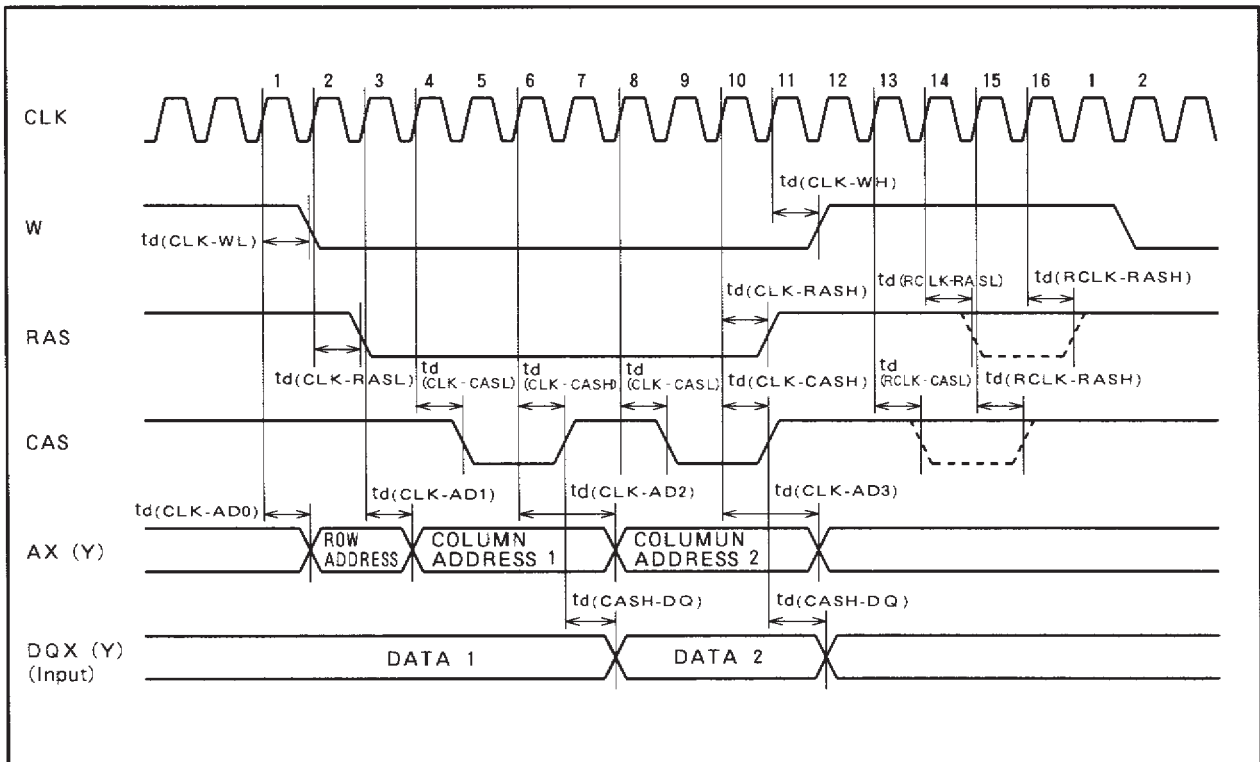 1 2 3 4 5 6 7 8 9 10 11 12 13 14 15 16 1 2
CLK
td(CLK-WH)
W
td(CLK-WL)
td(RCLK-RASL)
td(RCLK-RASH)
td(CLK-RASH)
RAS
td(CLK-RASL)
td
(CLK-CASL)
td
(CLK-CASH)
td
(CLK-CASL)
td(CLK-CASH)
td
(RCLK-CASL)
td(RCLK-RASH)
CAS
td(CLK-AD0)
td(CLK-AD1)
td(CLK-AD2)
td(CLK-AD3)
AX (Y)
ROW
ADDRESS
COLUMN
ADDRESS 1
COLUMUN
ADDRESS 2
td(CASH-DQ)
td(CASH-DQ)
DQX (Y)
(Input)
DATA 1
DATA 2